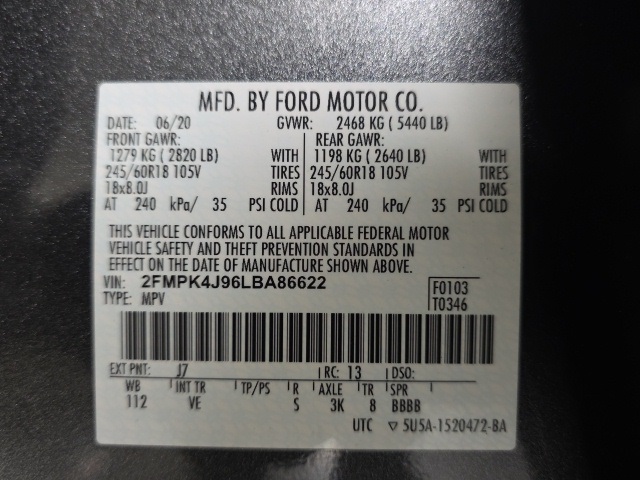 MFD. BY FORD MOTOR CO.
DATE: 06/20 GVWR: 2468 KG ( 5440 LB)
FRONT GAWR: REAR GAWR:
1279 KG ( 2820 LB) WITH 1198 KG ( 2640 LB) WITH
245/60R18 105V TIRES 245/60R18 105V TIRES
18x8.0J RIMS 18x8.0J RIMS
AT 240 kPa/ 35 PSI COLD AT 240 kPa/ 35 PSI COLD
THIS VEHICLE CONFORMS TO ALL APPLICABLE FEDERAL MOTOR
VEHICLE SAFETY AND THEFT PREVENTION STANDARDS IN
EFFECT ON THE DATE OF MANUFACTURE SHOWN ABOVE.
VIN: 2FMPK4J96LBA86622 F0103
TYPE: MPV T0346
EXT PNT: J7 RC: 13 DSO:
WB INT TR TP/PS R AXLE TR SPR
112 VE S 3K 8 BBBB
UTC ▽ 5U5A-1520472-BA